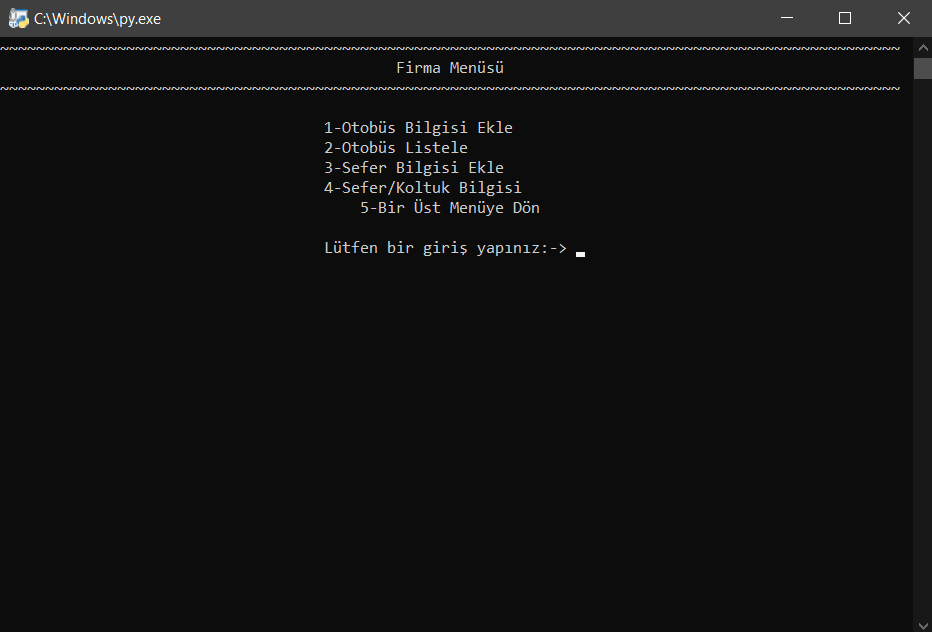 C:\Windows\py.exe
~~~~~~~~~~~~~~~~~~~~~~~~~~~~~~~~~~~~~~~~~~~~~~~~~~~~~~~~~~~~~~~~~~~~~~~~~~~~~~~~~~~~~~~~~~~~~~~~~~~~
Firma Menüsü
~~~~~~~~~~~~~~~~~~~~~~~~~~~~~~~~~~~~~~~~~~~~~~~~~~~~~~~~~~~~~~~~~~~~~~~~~~~~~~~~~~~~~~~~~~~~~~~~~~~~
1-Otobüs Bilgisi Ekle
2-Otobüs Listele
3-Sefer Bilgisi Ekle
4-Sefer/Koltuk Bilgisi
5-Bir Üst Menüye Dön
Lütfen bir giriş yapınız:->